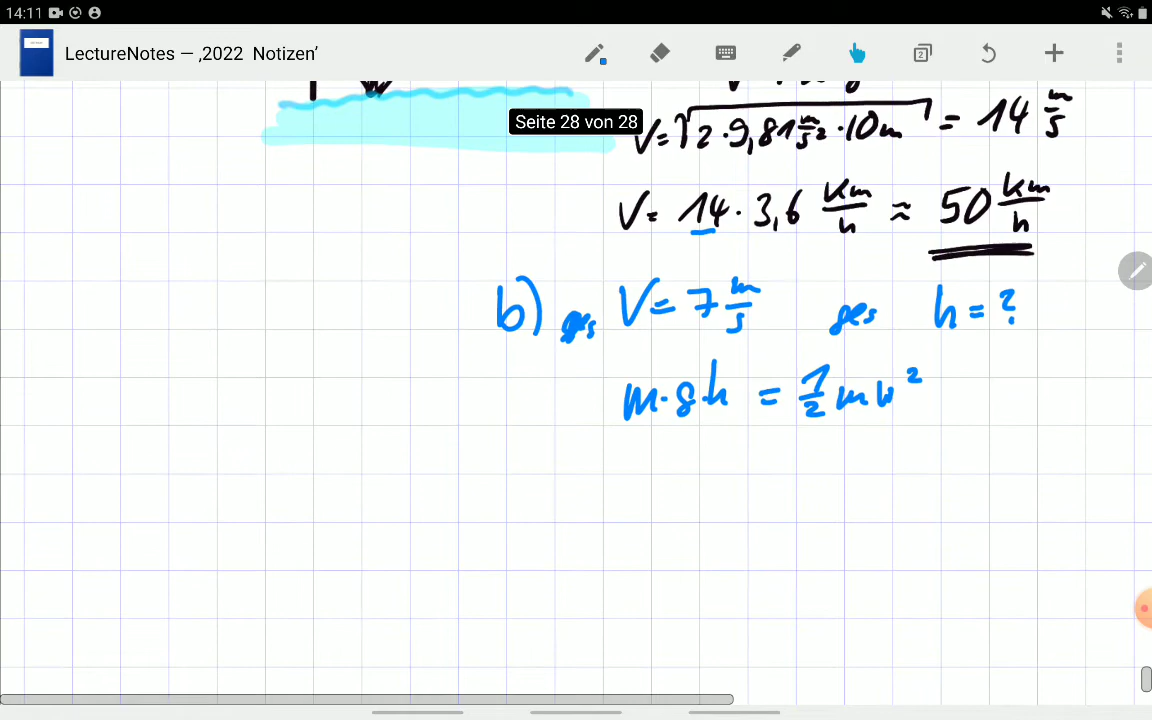 14:11
LectureNotes — ‚2022 Notizen’
Seite 28 von 28
V= √2 · 9,81 m/s² · 10m = 14 m/s
V= 14 · 3,6 km/h ≈ 50 km/h
b) ges V= 7 m/s ges h = ?
m · g · h = 1/2 m v²